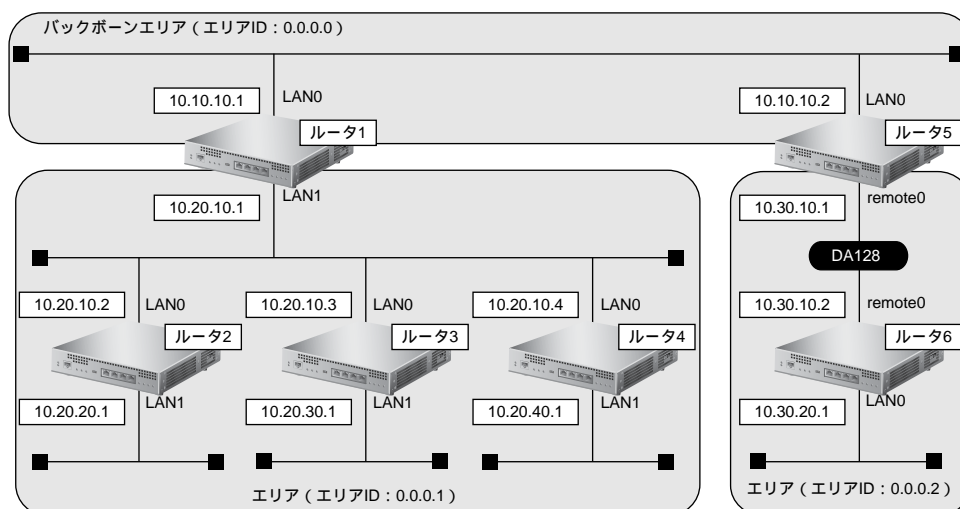 バックボーンエリア（エリアID：0.0.0.0）
10.10.10.1
LAN0
10.10.10.2
LAN0
ルータ1
ルータ5
10.20.10.1
LAN1
10.30.10.1
remote0
DA128
10.20.10.2
LAN0
10.20.10.3
LAN0
10.20.10.4
LAN0
10.30.10.2
remote0
ルータ2
ルータ3
ルータ4
ルータ6
10.20.20.1
LAN1
10.20.30.1
LAN1
10.20.40.1
LAN1
10.30.20.1
LAN0
エリア（エリアID：0.0.0.1）
エリア（エリアID：0.0.0.2）